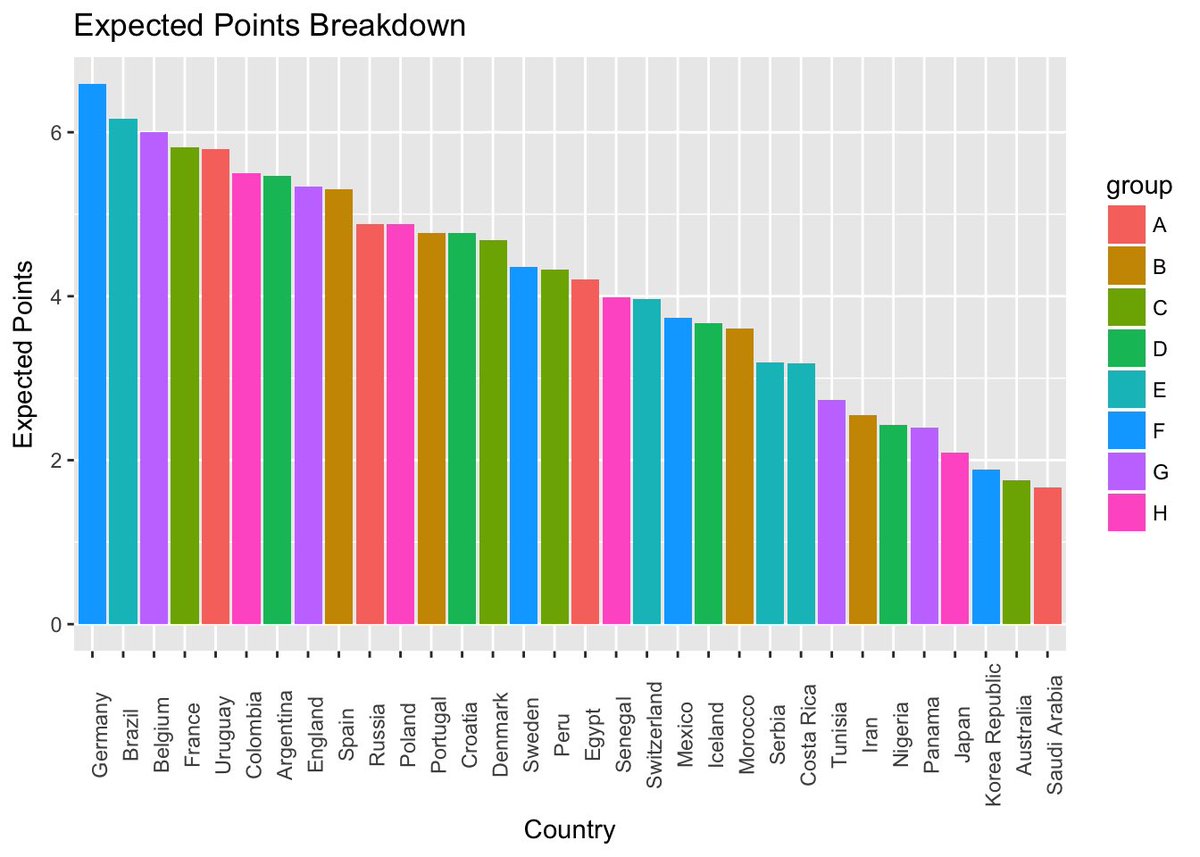 Expected Points Breakdown
Expected Points
6
4
2
0
Germany
Brazil
Belgium
France
Uruguay
Colombia
Argentina
England
Spain
Russia
Poland
Portugal
Croatia
Denmark
Sweden
Peru
Egypt
Senegal
Switzerland
Mexico
Iceland
Morocco
Serbia
Costa Rica
Tunisia
Iran
Nigeria
Panama
Japan
Korea Republic
Australia
Saudi Arabia
Country
group
A
B
C
D
E
F
G
H